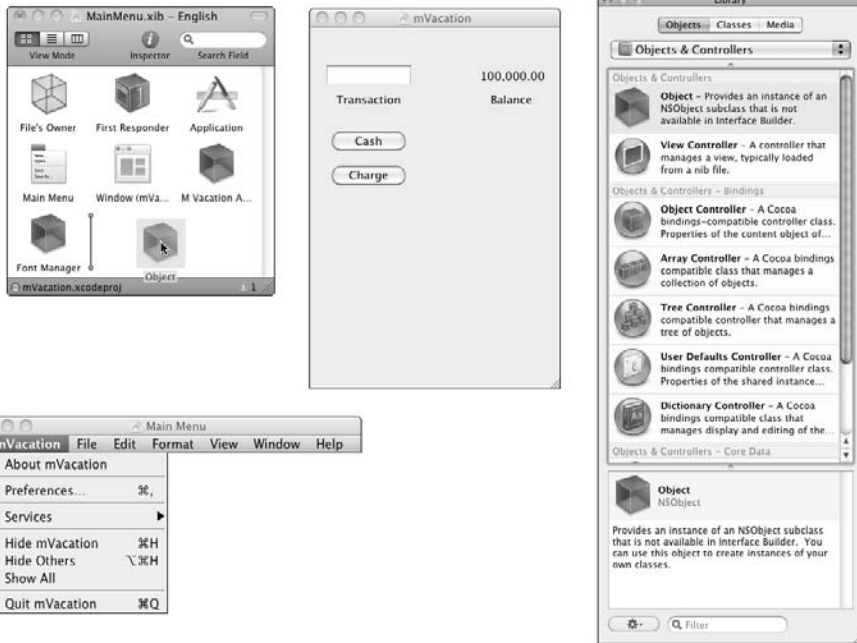 MainMenu.xib - English
View Mode Inspector Search Field
File's Owner First Responder Application
Main Menu Window (mVa... M Vacation A...
Font Manager
Object
mVacation.xcodeproj 1
mVacation
100,000.00
Transaction Balance
Cash
Charge
Main Menu
mVacation File Edit Format View Window Help
About mVacation
Preferences... ⌘,
Services
Hide mVacation ⌘H
Hide Others ⌥⌘H
Show All
Quit mVacation ⌘Q
Library
Objects Classes Media
Objects & Controllers
Objects & Controllers
Object – Provides an instance of an
NSObject subclass that is not
available in Interface Builder.
View Controller – A controller that
manages a view, typically loaded
from a nib file.
Objects & Controllers – Bindings
Object Controller – A Cocoa
bindings-compatible controller class.
Properties of the content object of...
Array Controller – A Cocoa bindings
compatible class that manages a
collection of objects.
Tree Controller – A Cocoa bindings
compatible controller that manages a
tree of objects.
User Defaults Controller – A Cocoa
bindings compatible controller class.
Properties of the shared instance...
Dictionary Controller – A Cocoa
bindings compatible class that
manages display and editing of the...
Objects & Controllers – Core Data
Object
NSObject
Provides an instance of an NSObject subclass
that is not available in Interface Builder. You
can use this object to create instances of your
own classes.
Filter